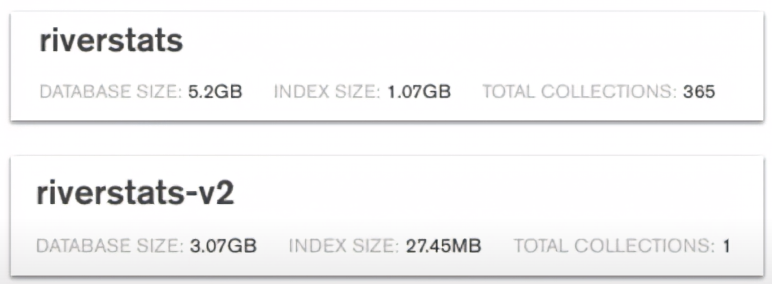 riverstats
DATABASE SIZE: 5.2GB INDEX SIZE: 1.07GB TOTAL COLLECTIONS: 365
riverstats-v2
DATABASE SIZE: 3.07GB INDEX SIZE: 27.45MB TOTAL COLLECTIONS: 1